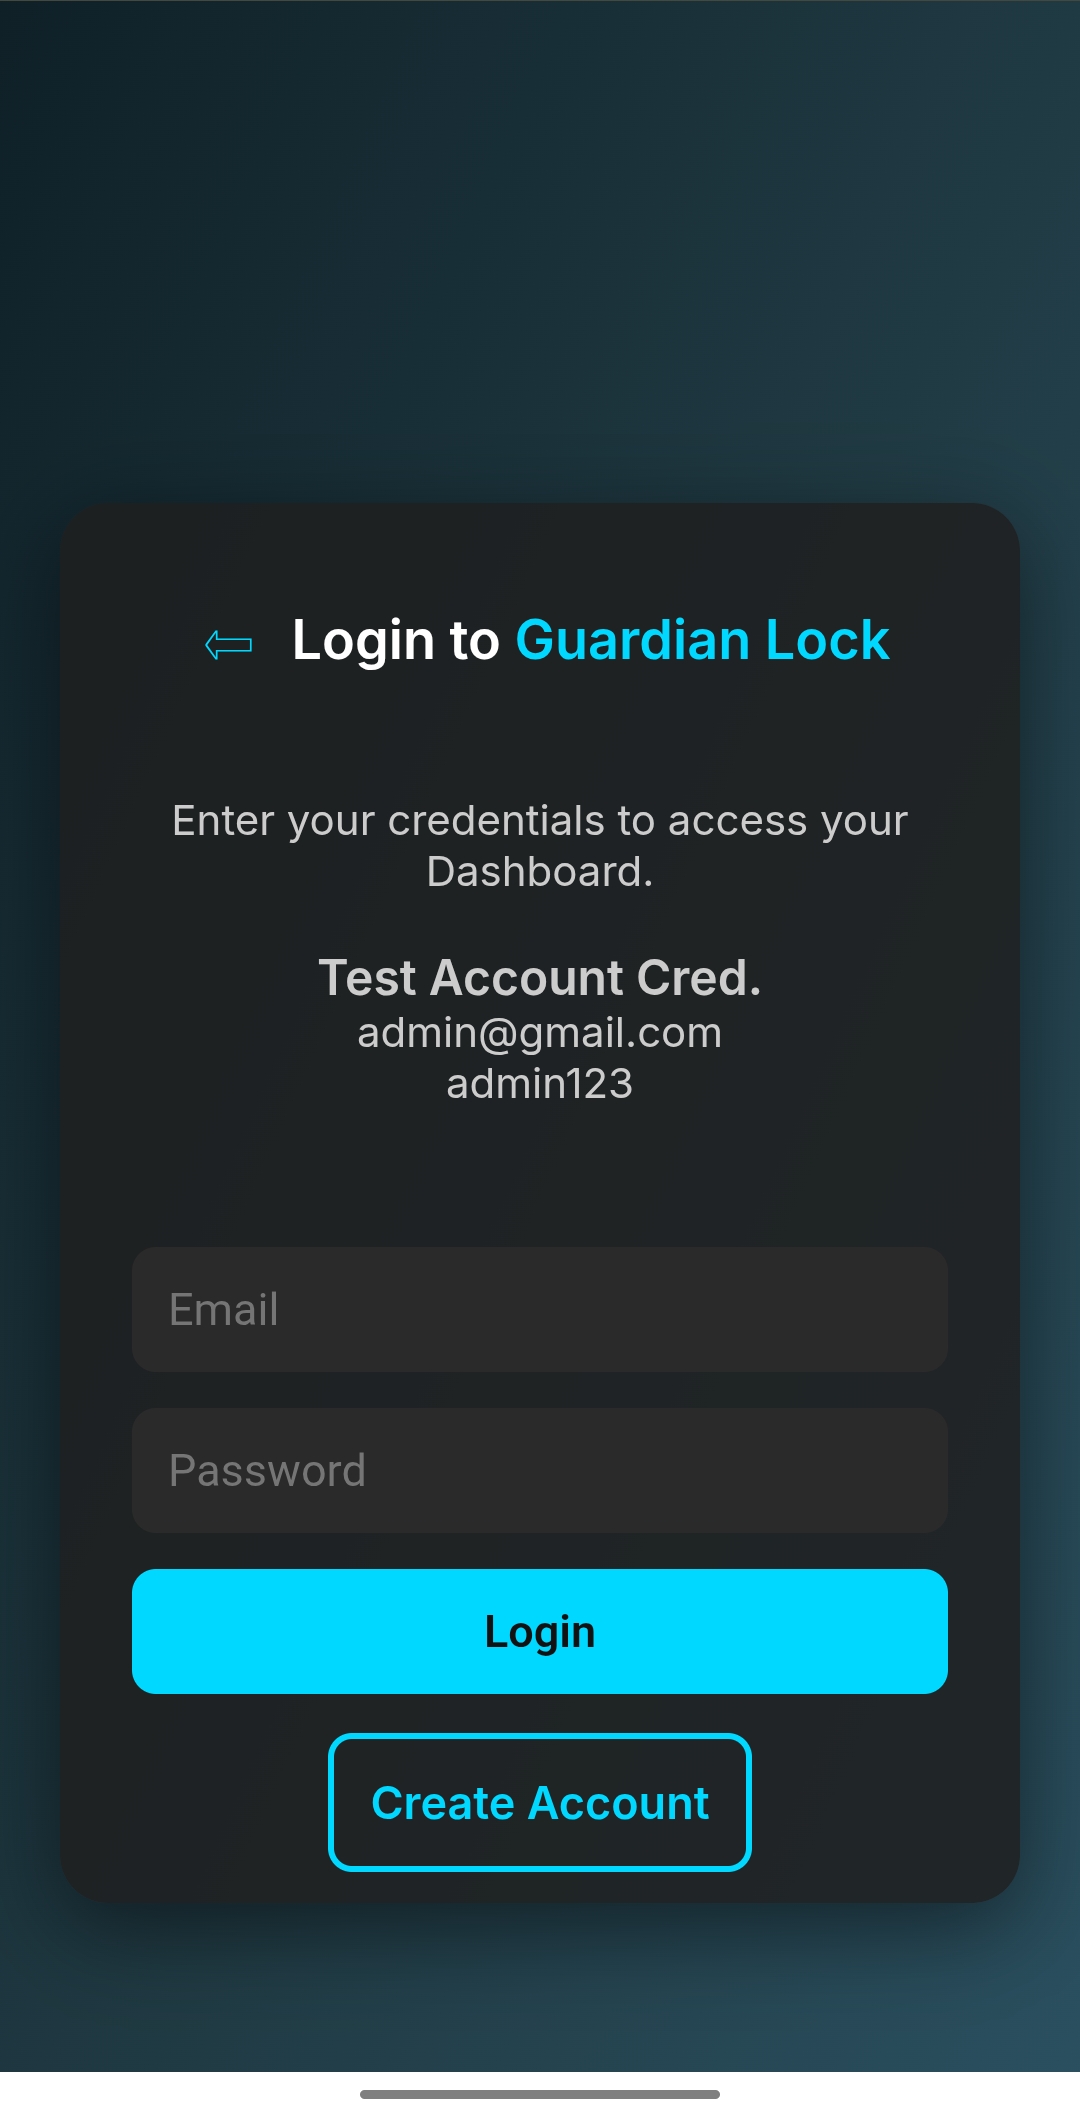 ⇦ Login to Guardian Lock
Enter your credentials to access your
Dashboard.
Test Account Cred.
admin@gmail.com
admin123
Email
Password
Login
Create Account